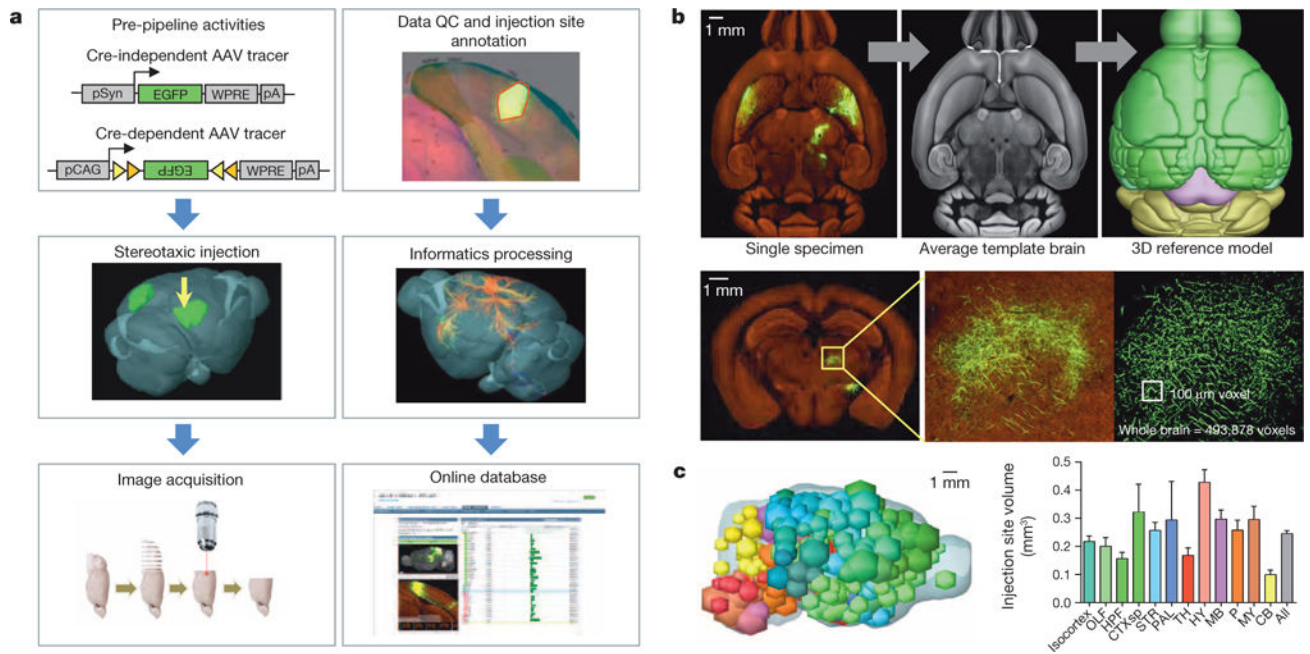 a
Pre-pipeline activities
Cre-independent AAV tracer
pSyn EGFP WPRE pA
Cre-dependent AAV tracer
pCAG EGFP WPRE pA
Stereotaxic injection
Image acquisition
Data QC and injection site
annotation
Informatics processing
Online database
b
1 mm
Single specimen
Average template brain
3D reference model
1 mm
100 μm voxel
Whole brain = 493,878 voxels
c
1 mm
Injection site volume
(mm³)
0.5
0.4
0.3
0.2
0.1
0
Isocortex
OLF
HPF
CTXsp
STR
PAL
TH
HY
MB
P
MY
CB
All